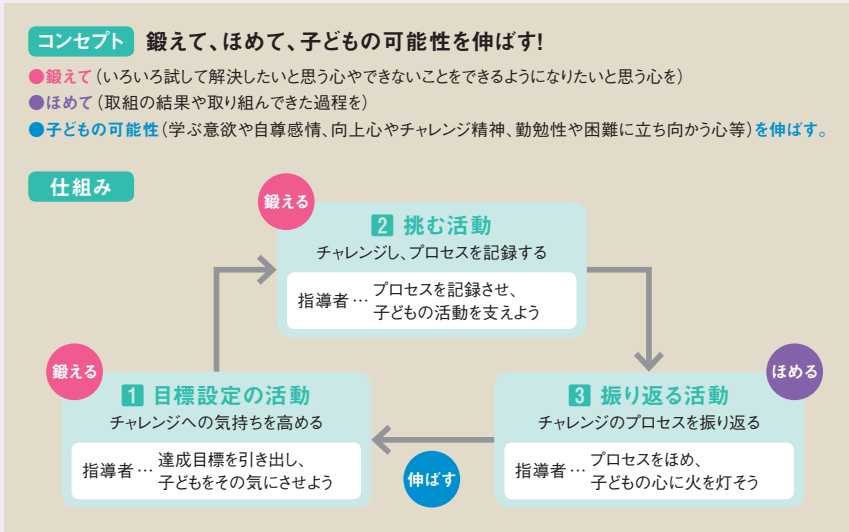 コンセプト 鍛えて、ほめて、子どもの可能性を伸ばす!
●鍛えて(いろいろ試して解決したいと思う心やできないことをできるようになりたいと思う心を)
●ほめて(取組の結果や取り組んできた過程を)
●子どもの可能性(学ぶ意欲や自尊感情、向上心やチャレンジ精神、勤勉性や困難に立ち向かう心等)を伸ばす。
仕組み
鍛える
2 挑む活動
チャレンジし、プロセスを記録する
指導者… プロセスを記録させ、
子どもの活動を支えよう
鍛える
1 目標設定の活動
チャレンジへの気持ちを高める
指導者… 達成目標を引き出し、
子どもをその気にさせよう
ほめる
3 振り返る活動
チャレンジのプロセスを振り返る
指導者… プロセスをほめ、
子どもの心に火を灯そう
伸ばす